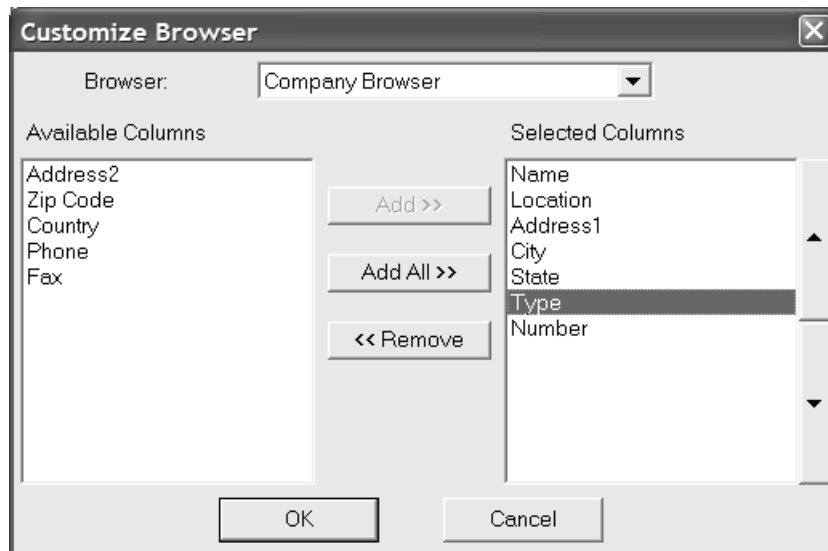 Customize Browser
Browser: Company Browser
Available Columns
Selected Columns
Address2
Zip Code
Country
Phone
Fax
Add >>
Add All >>
<< Remove
Name
Location
Address1
City
State
Type
Number
OK
Cancel